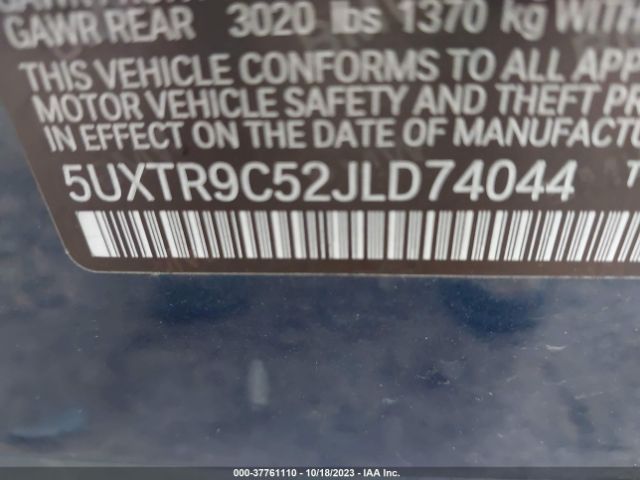 GAWR REAR 3020 lbs 1370 kg WITH
THIS VEHICLE CONFORMS TO ALL APP
MOTOR VEHICLE SAFETY AND THEFT PR
IN EFFECT ON THE DATE OF MANUFACTU
5UXTR9C52JLD74044 T
000-37761110 | 10/18/2023 - IAA Inc.